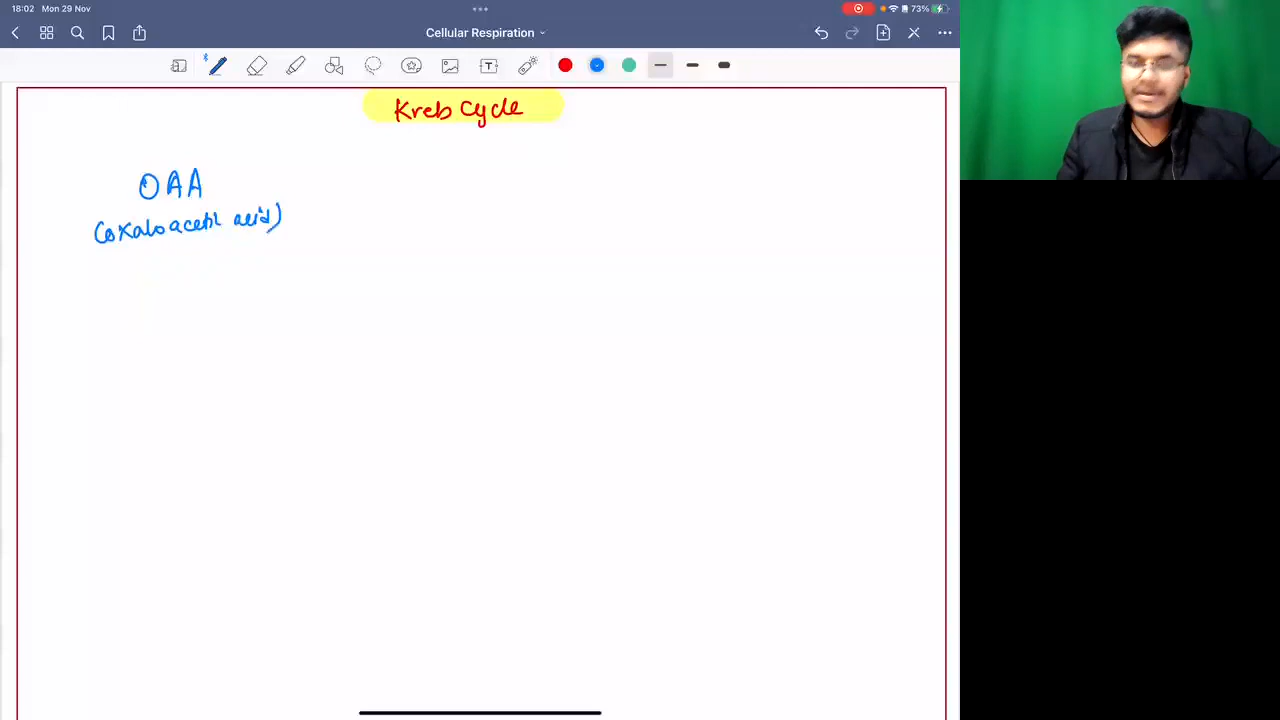 18:02 Mon 29 Nov
73%
Cellular Respiration
T
Kreb Cycle
OAA
(oxaloacetic acid)